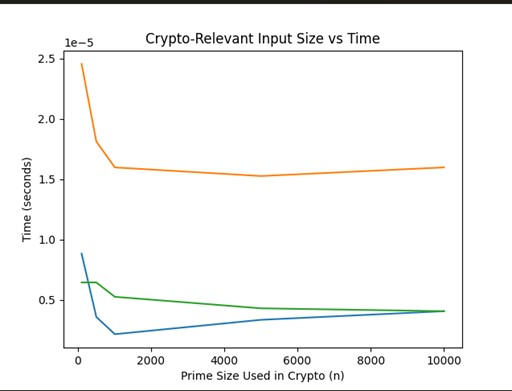 Crypto-Relevant Input Size vs Time
1e−5
2.5
2.0
1.5
1.0
0.5
Time (seconds)
0 2000 4000 6000 8000 10000
Prime Size Used in Crypto (n)